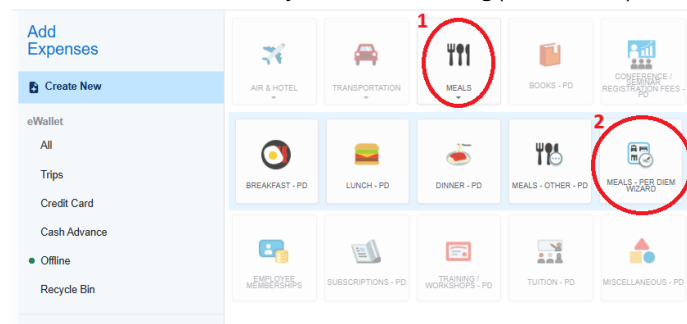 Add
Expenses
Create New
eWallet
All
Trips
Credit Card
Cash Advance
Offline
Recycle Bin
1
AIR & HOTEL
TRANSPORTATION
MEALS
BOOKS - PD
CONFERENCE /
SEMINAR
REGISTRATION FEES -
PD
2
BREAKFAST - PD
LUNCH - PD
DINNER - PD
MEALS - OTHER - PD
MEALS - PER DIEM
WIZARD
EMPLOYEE
MEMBERSHIPS
SUBSCRIPTIONS - PD
TRAINING /
WORKSHOPS - PD
TUITION - PD
MISCELLANEOUS - PD